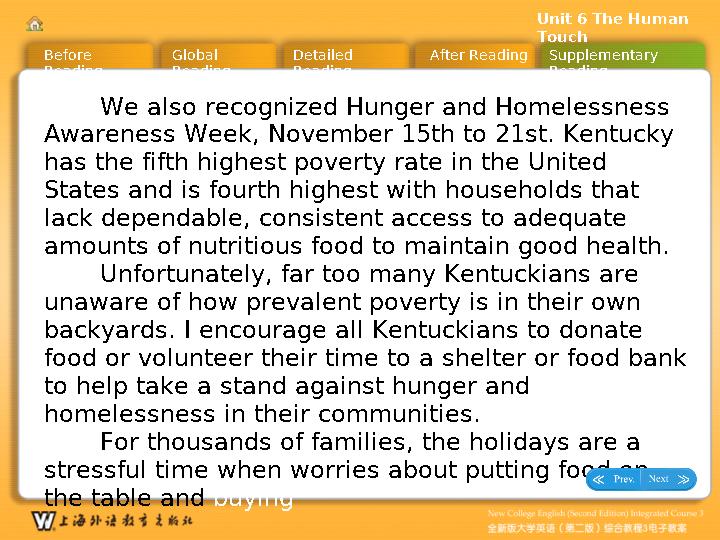 Unit 6 The Human
Touch
Before
Reading
Global
Reading
Detailed
Reading
After Reading
Supplementary
Reading
We also recognized Hunger and Homelessness
Awareness Week, November 15th to 21st. Kentucky
has the fifth highest poverty rate in the United
States and is fourth highest with households that
lack dependable, consistent access to adequate
amounts of nutritious food to maintain good health.
Unfortunately, far too many Kentuckians are
unaware of how prevalent poverty is in their own
backyards. I encourage all Kentuckians to donate
food or volunteer their time to a shelter or food bank
to help take a stand against hunger and
homelessness in their communities.
For thousands of families, the holidays are a
stressful time when worries about putting food on
the table and buying
Prev. Next
W 上海外语教育出版社
New College English (Second Edition) Integrated Course 3
全新版大学英语（第二版）综合教程3电子教案